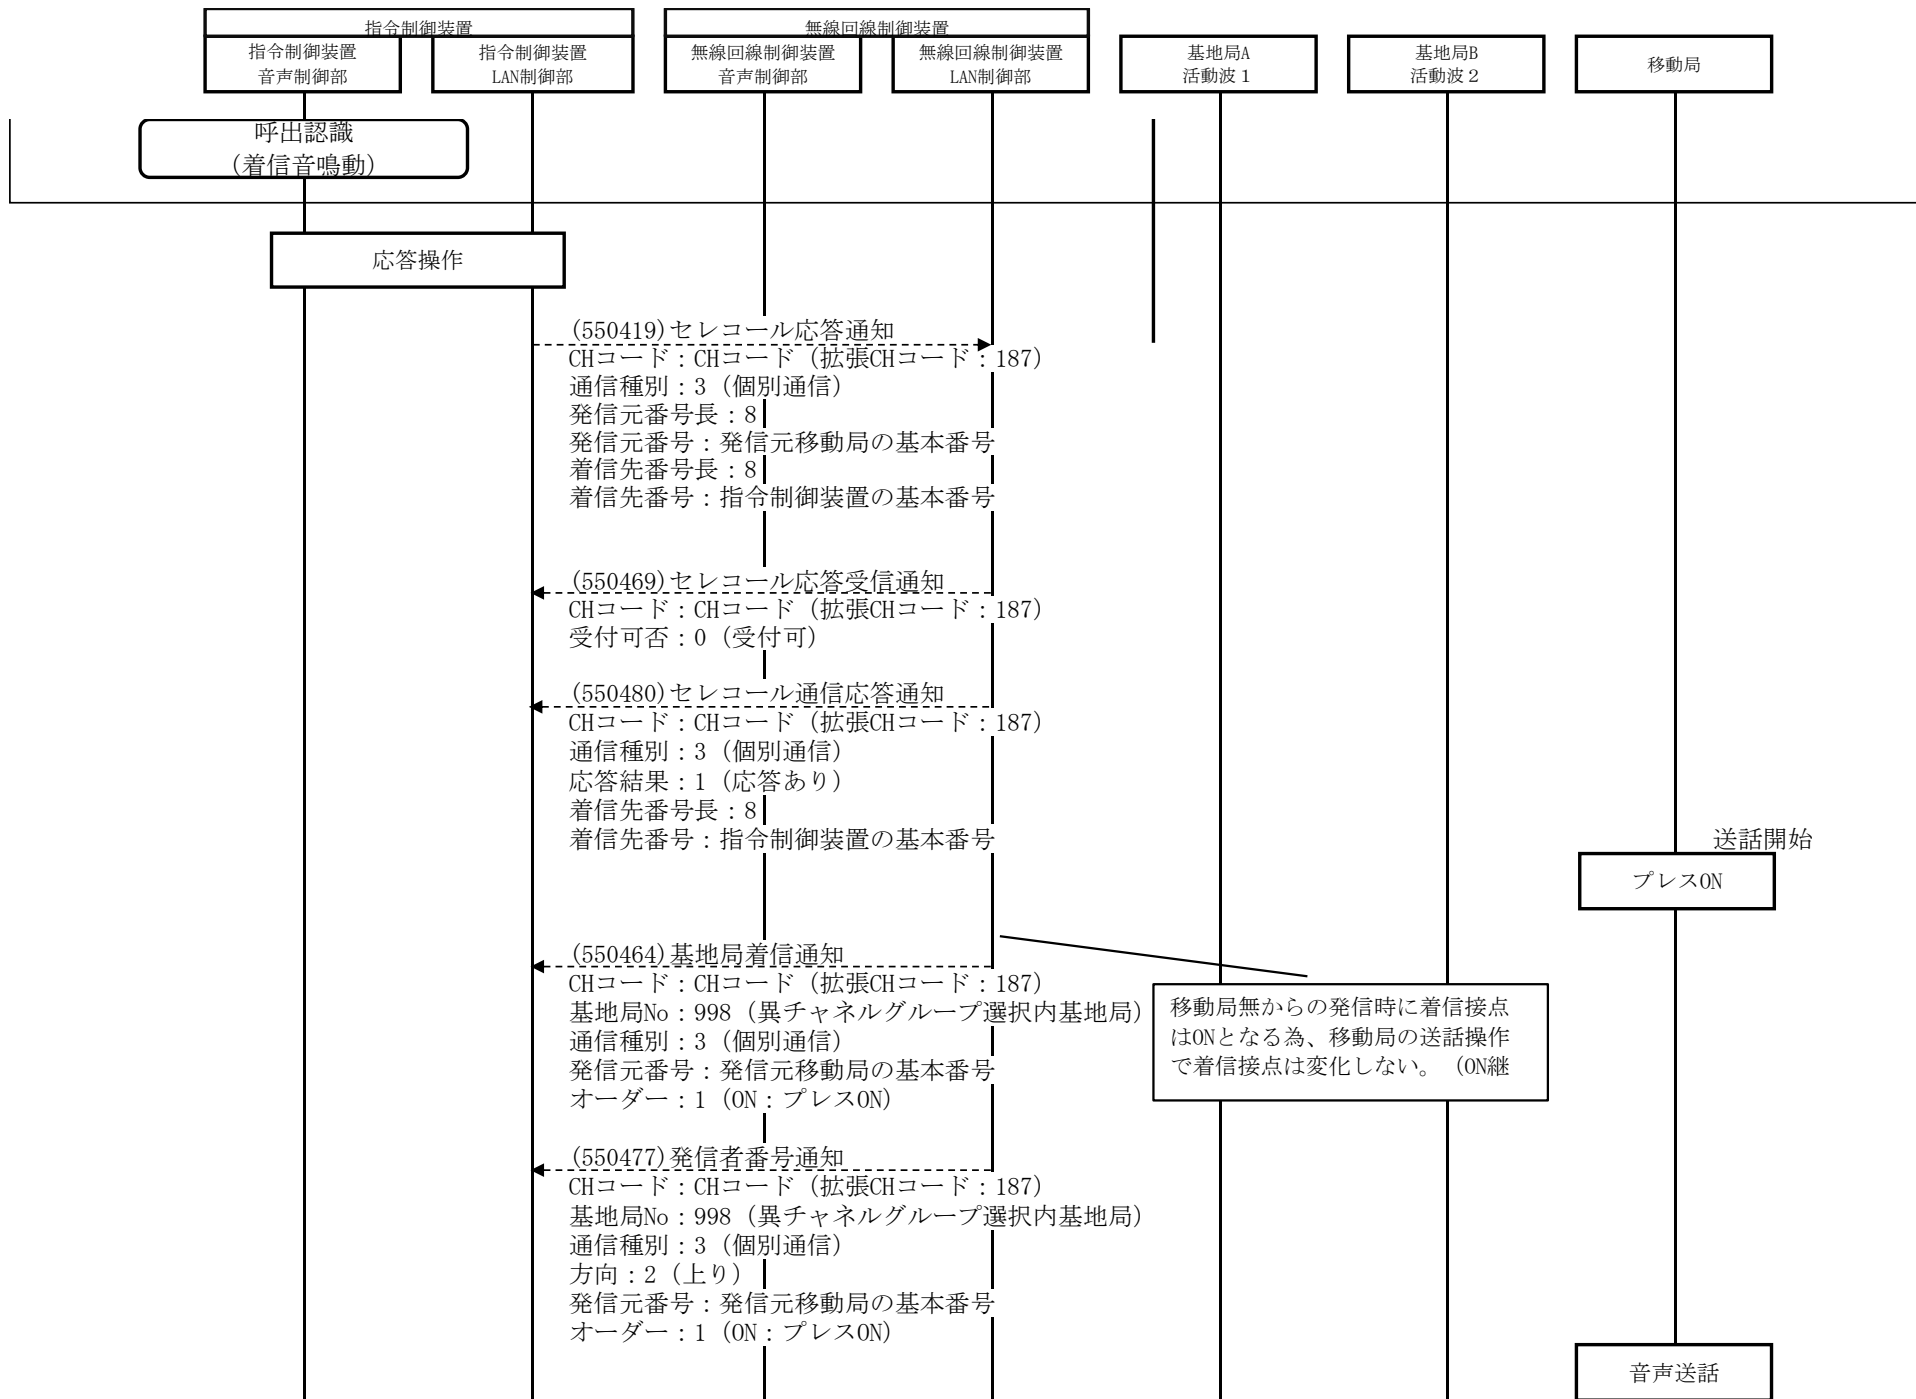 指令制御装置
無線回線制御装置
指令制御装置
音声制御部
指令制御装置
LAN制御部
無線回線制御装置
音声制御部
無線回線制御装置
LAN制御部
基地局A
活動波１
基地局B
活動波２
移動局
呼出認識
(着信音鳴動)
応答操作
(550419)セレコール応答通知
CHコード：CHコード（拡張CHコード：187）
通信種別：3（個別通信）
発信元番号長：8
発信元番号：発信元移動局の基本番号
着信先番号長：8
着信先番号：指令制御装置の基本番号
(550469)セレコール応答受信通知
CHコード：CHコード（拡張CHコード：187）
受付可否：0（受付可）
(550480)セレコール通信応答通知
CHコード：CHコード（拡張CHコード：187）
通信種別：3（個別通信）
応答結果：1（応答あり）
着信先番号長：8
着信先番号：指令制御装置の基本番号
送話開始
プレスON
(550464)基地局着信通知
CHコード：CHコード（拡張CHコード：187）
基地局No：998（異チャネルグループ選択内基地局）
通信種別：3（個別通信）
発信元番号：発信元移動局の基本番号
オーダー：1（ON：プレスON）
移動局無からの発信時に着信接点
はONとなる為、移動局の送話操作
で着信接点は変化しない。（ON継
(550477)発信者番号通知
CHコード：CHコード（拡張CHコード：187）
基地局No：998（異チャネルグループ選択内基地局）
通信種別：3（個別通信）
方向：2（上り）
発信元番号：発信元移動局の基本番号
オーダー：1（ON：プレスON）
音声送話